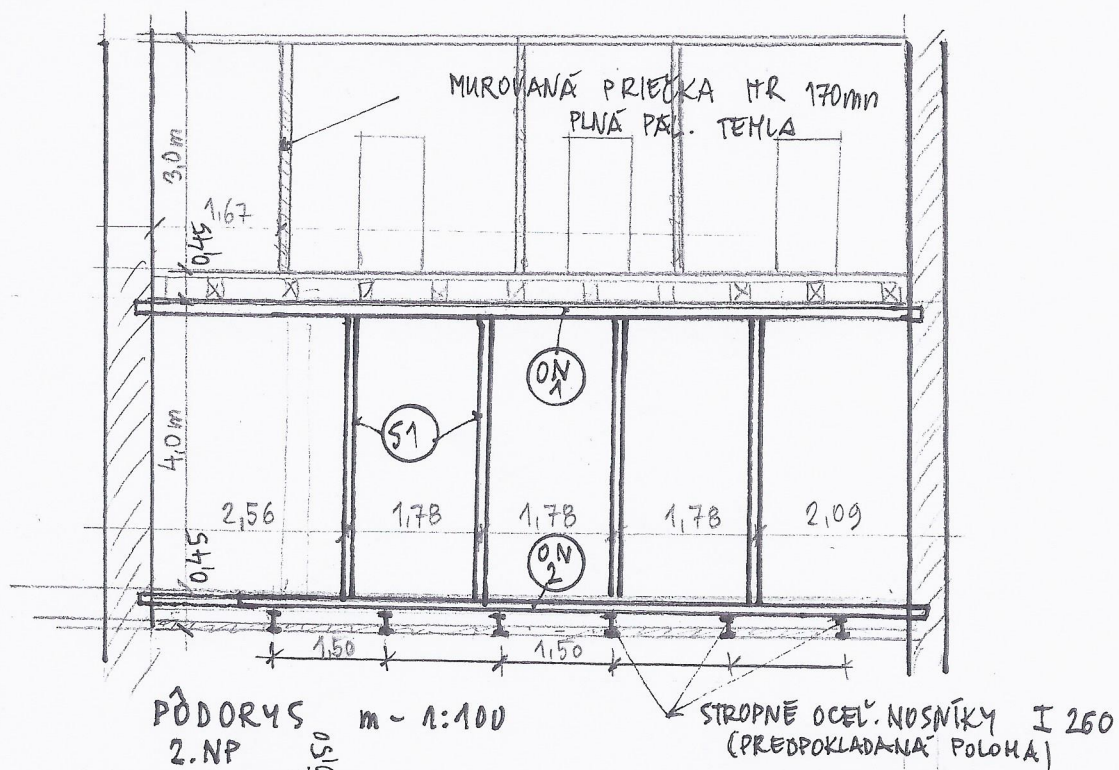 MUROVANÁ PRIEČKA HR 170mm
PLNÁ PAL. TEHLA
3,0m
1,67
0,45
ON
1
S1
4,0m
2,56
1,78
1,78
1,78
2,09
ON
2
0,45
1,50
1,50
PÔDORYS m - 1:100
2.NP
STROPNÉ OCEĽ. NOSNÍKY I 260
(PREDPOKLADANÁ POLOHA)